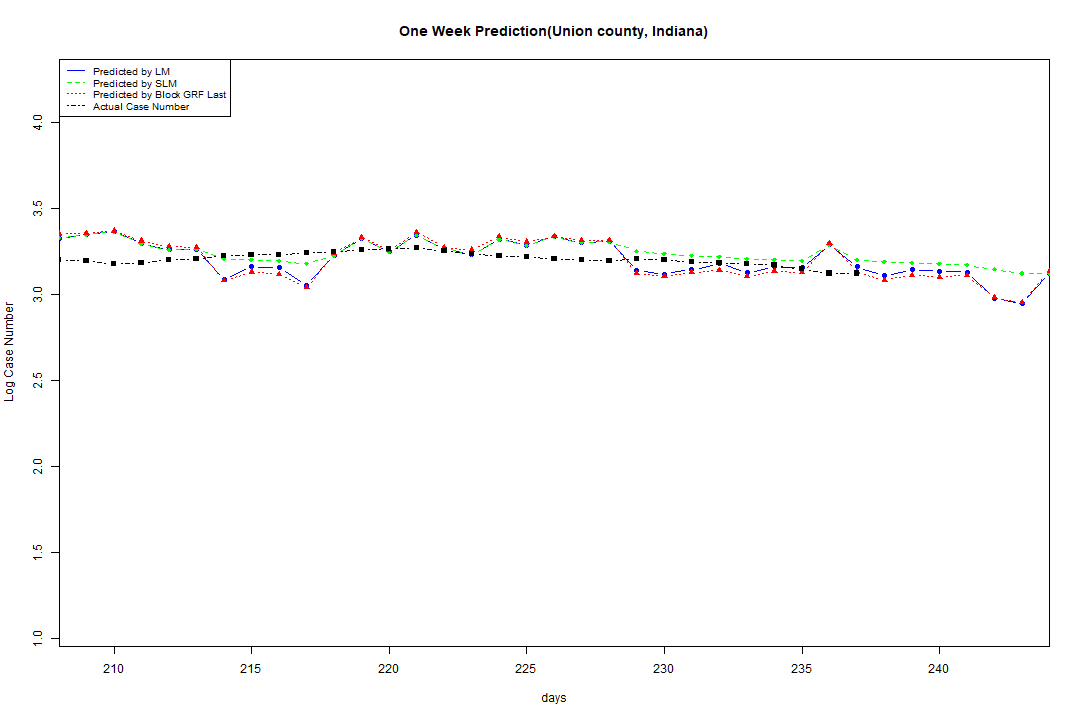 One Week Prediction(Union county, Indiana)
Predicted by LM
Predicted by SLM
Predicted by Block GRF Last
Actual Case Number
Log Case Number
4.0
3.5
3.0
2.5
2.0
1.5
1.0
210 215 220 225 230 235 240
days